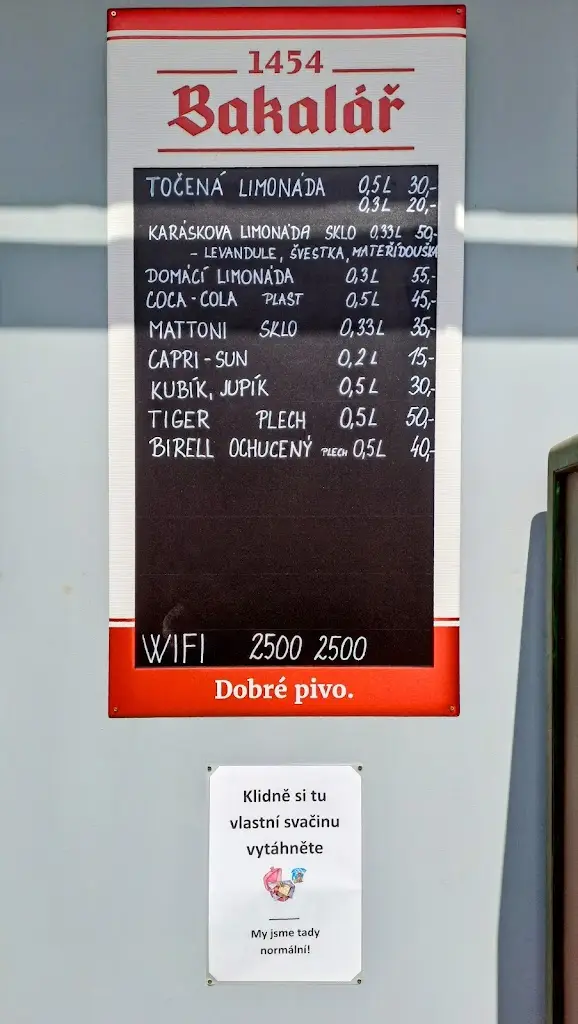 1454
Bakalář
TOČENÁ LIMONÁDA 0,5L 30,-
0,3L 20,-
KARÁSKOVA LIMONÁDA SKLO 0,33L 50,-
- LEVANDULE, ŠVESTKA, MATEŘÍDOUŠKA
DOMÁCÍ LIMONÁDA 0,3L 55,-
COCA-COLA PLAST 0,5L 45,-
MATTONI SKLO 0,33L 35,-
CAPRI-SUN 0,2L 15,-
KUBÍK, JUPÍK 0,5L 30,-
TIGER PLECH 0,5L 50,-
BIRELL OCHUCENÝ PLECH 0,5L 40,-
WIFI 2500 2500
Dobré pivo.
Klidně si tu
vlastní svačinu
vytáhněte
My jsme tady
normální!